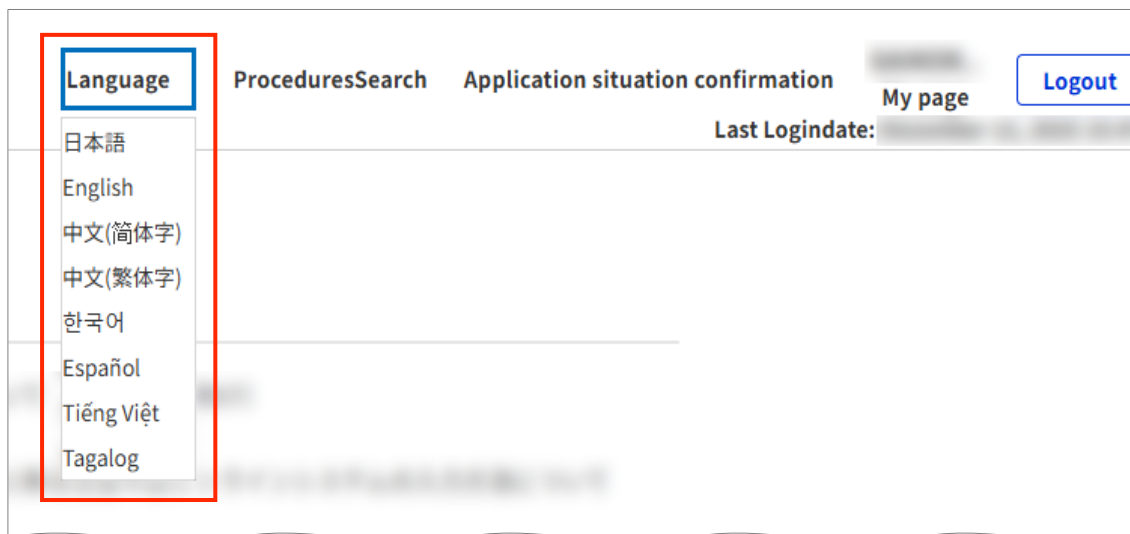 Language ProceduresSearch Application situation confirmation My page Logout
Last Logindate:
日本語
English
中文(简体字)
中文(繁体字)
한국어
Español
Tiếng Việt
Tagalog